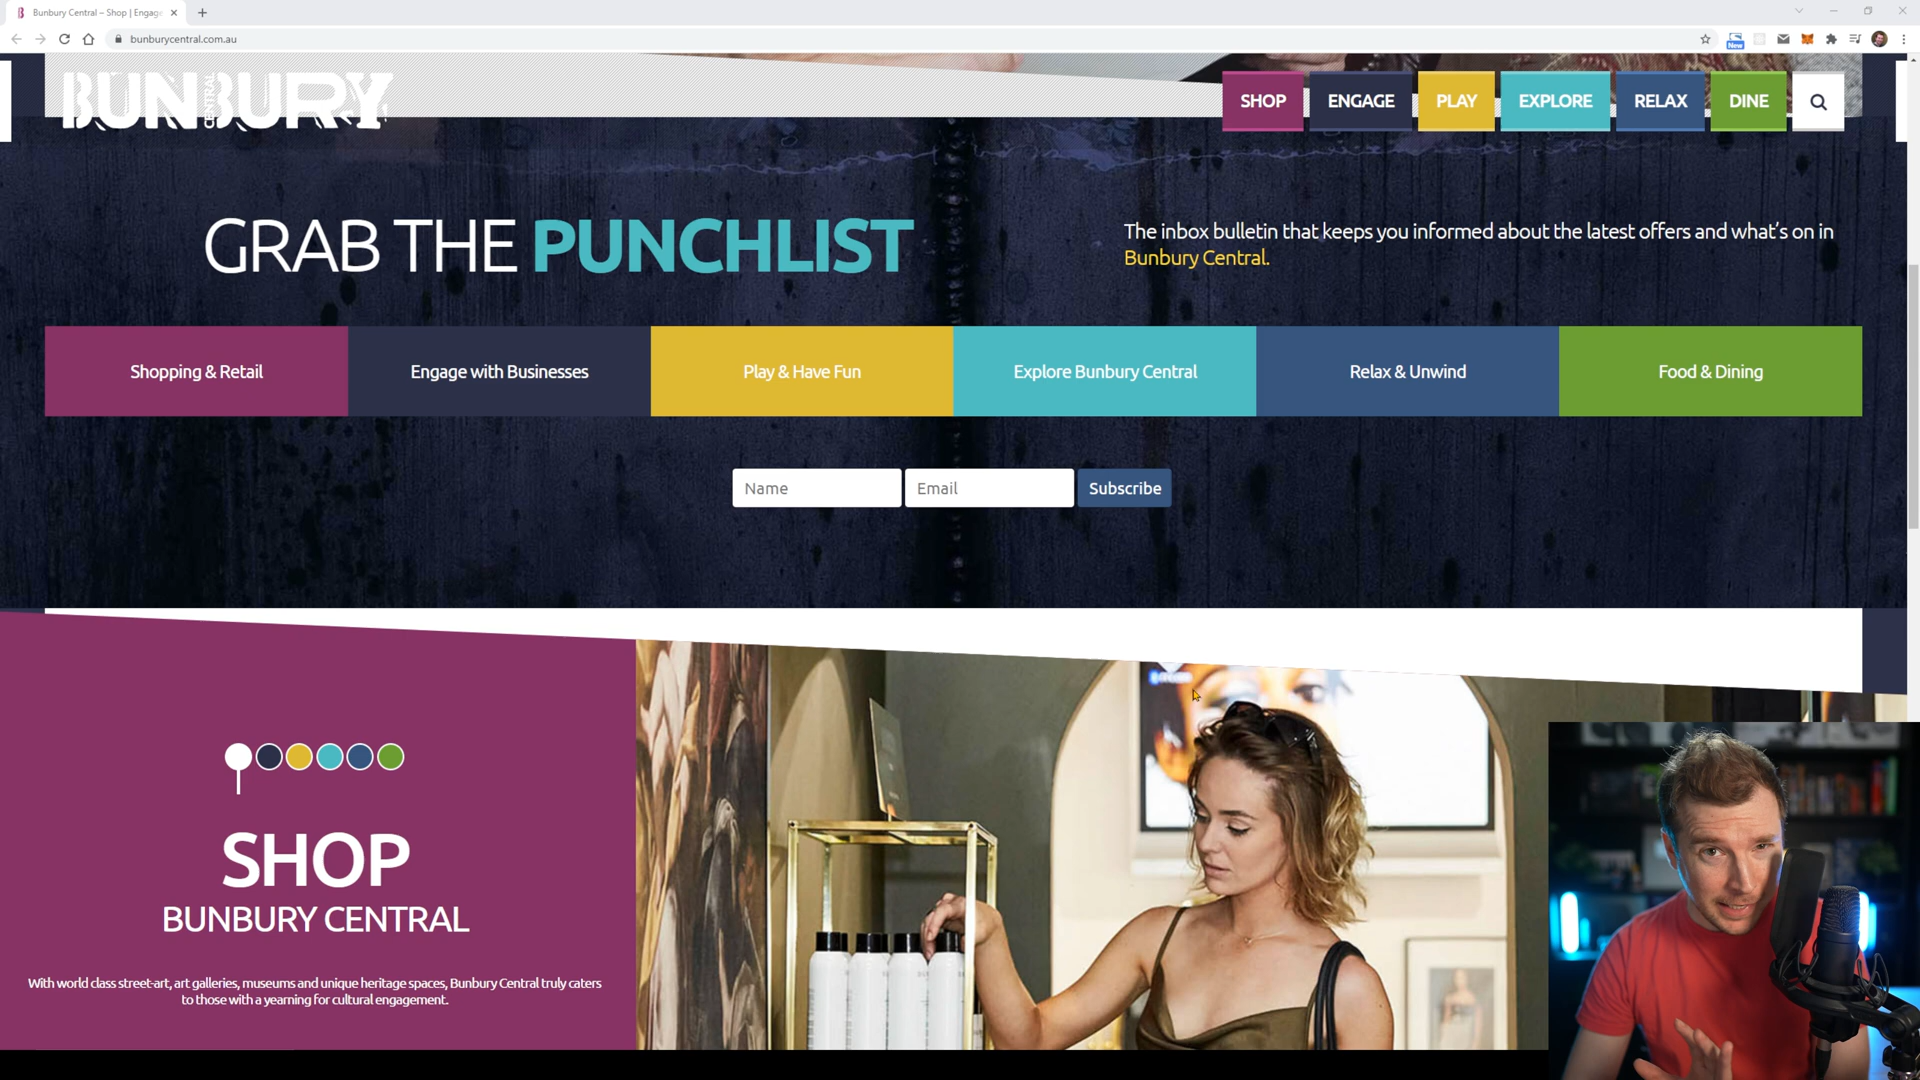 Bunbury Central – Shop | Engage
bunburycentral.com.au
New
BUNBURY
CENTRAL
SHOP
ENGAGE
PLAY
EXPLORE
RELAX
DINE
GRAB THE PUNCHLIST
The inbox bulletin that keeps you informed about the latest offers and what's on in
Bunbury Central.
Shopping & Retail
Engage with Businesses
Play & Have Fun
Explore Bunbury Central
Relax & Unwind
Food & Dining
Name
Email
Subscribe
SHOP
BUNBURY CENTRAL
With world class street-art, art galleries, museums and unique heritage spaces, Bunbury Central truly caters
to those with a yearning for cultural engagement.